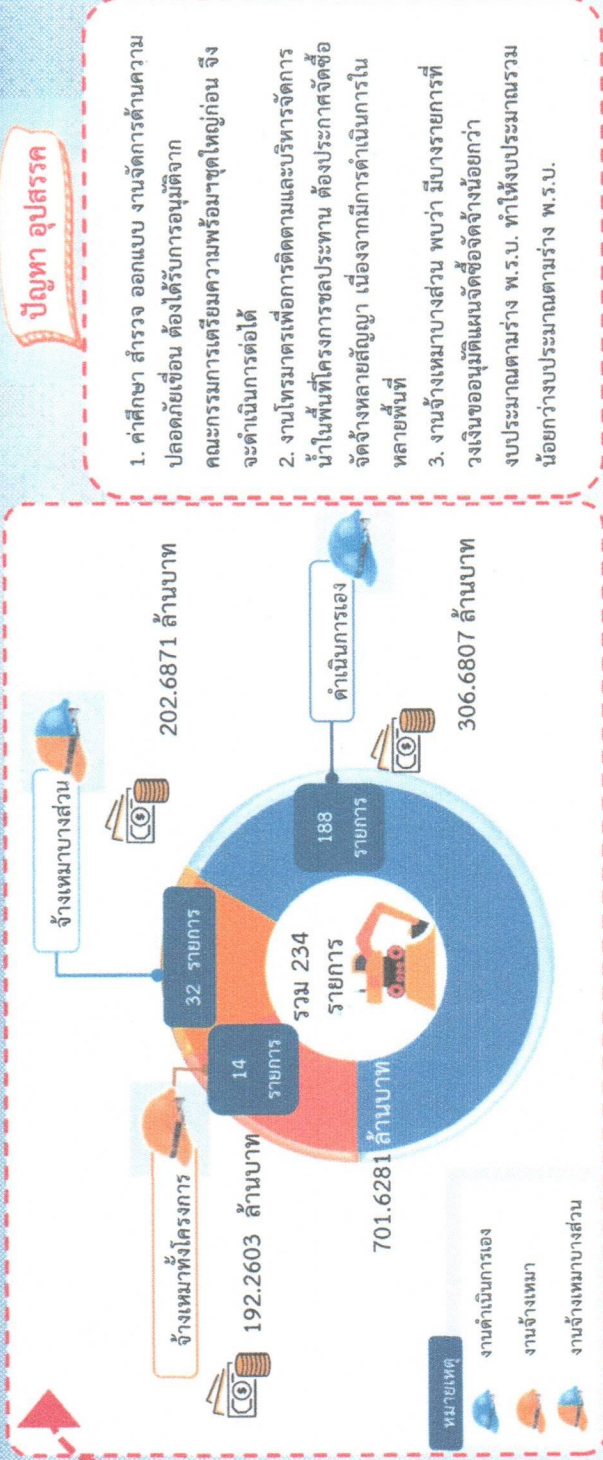 จ้างเหมาบางส่วน
202.6871 ล้านบาท
32 รายการ
จ้างเหมาทั้งโครงการ
14
รายการ
192.2603 ล้านบาท
รวม 234
รายการ
188
รายการ
ดำเนินการเอง
306.6807 ล้านบาท
701.6281 ล้านบาท
หมายเหตุ
งานดำเนินการเอง
งานจ้างเหมา
งานจ้างเหมาบางส่วน
ปัญหา อุปสรรค
1. ค่าศึกษา สำรวจ ออกแบบ งานจัดการด้านความ
ปลอดภัยเขื่อน ต้องได้รับการอนุมัติจาก
คณะกรรมการเตรียมความพร้อมฯชุดใหญ่ก่อน จึง
จะดำเนินการต่อได้
2. งานโทรมาตรเพื่อการติดตามและบริหารจัดการ
น้ำในพื้นที่โครงการชลประทาน ต้องประกาศจัดซื้อ
จัดจ้างหลายสัญญา เนื่องจากมีการดำเนินการใน
หลายพื้นที่
3. งานจ้างเหมาบางส่วน พบว่า มีบางรายการที่
วงเงินขออนุมัติแผนจัดซื้อจัดจ้างน้อยกว่า
งบประมาณตามร่าง พ.ร.บ. ทำให้งบประมาณรวม
น้อยกว่างบประมาณตามร่าง พ.ร.บ.